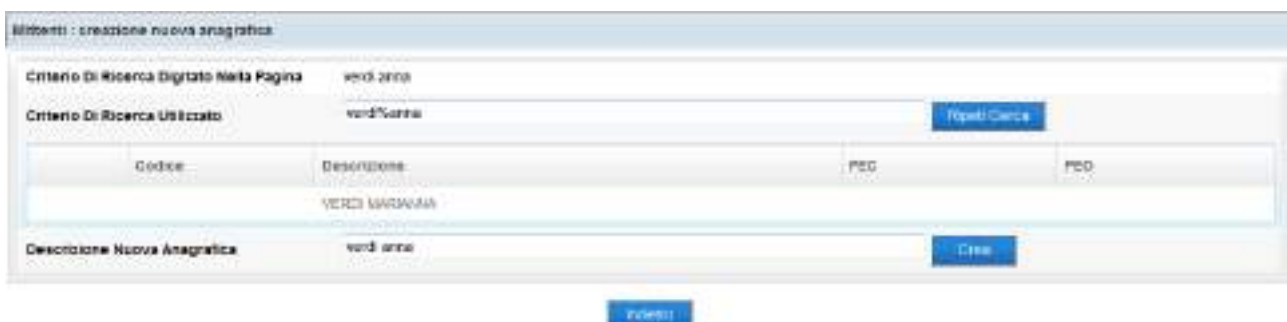 Mittenti : creazione nuova anagrafica
Criterio Di Ricerca Digitato Nella Pagina verdi anna
Criterio Di Ricerca Utilizzato verdi%anna Ripeti Cerca
Codice Descrizione PEC PEO
VERDI MARIANNA
Descrizione Nuova Anagrafica verdi anna Crea
Indietro